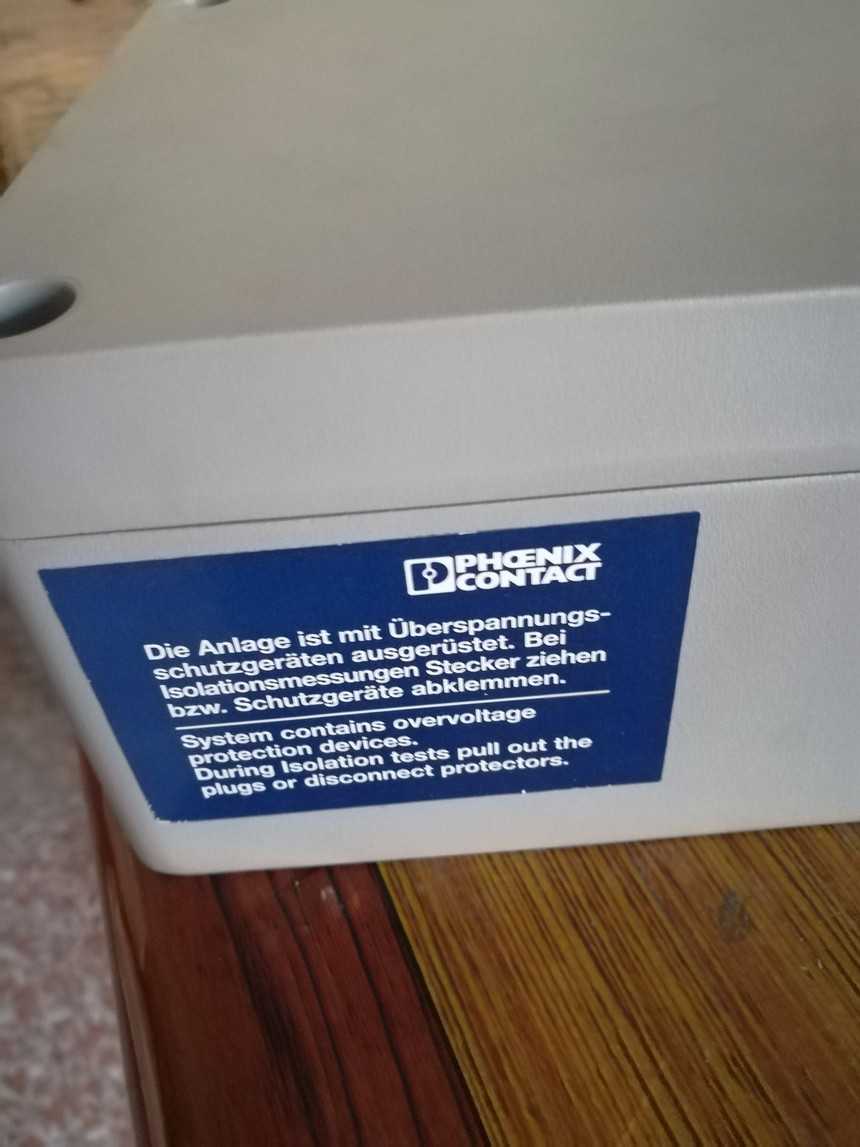 PHŒNIX
CONTACT
Die Anlage ist mit Überspannungs-
schutzgeräten ausgerüstet. Bei
Isolationsmessungen Stecker ziehen
bzw. Schutzgeräte abklemmen.
System contains overvoltage
protection devices.
During Isolation tests pull out the
plugs or disconnect protectors.